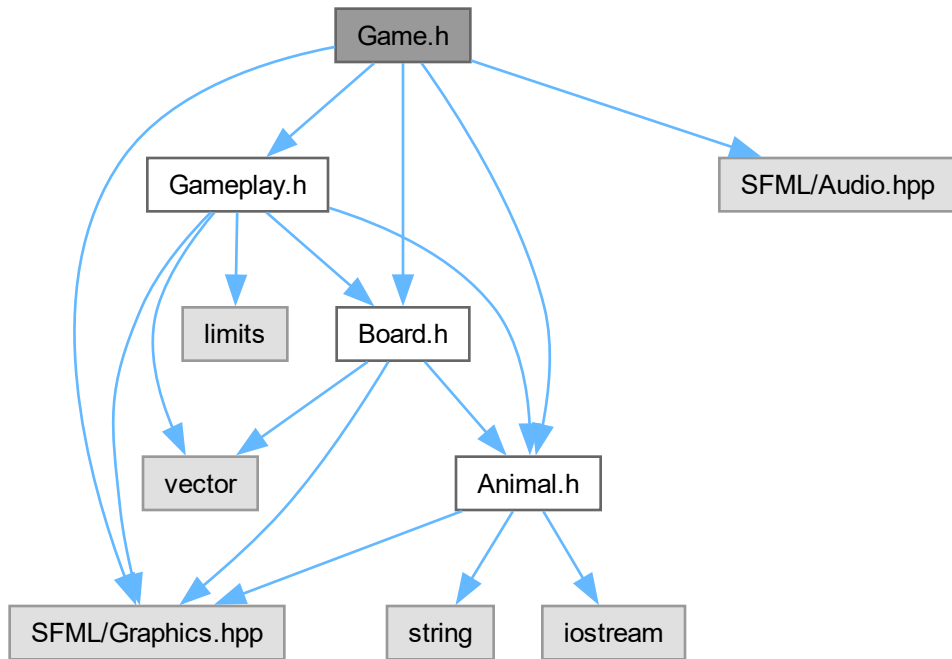 Game.h
Gameplay.h
SFML/Audio.hpp
limits
Board.h
vector
Animal.h
SFML/Graphics.hpp
string
iostream